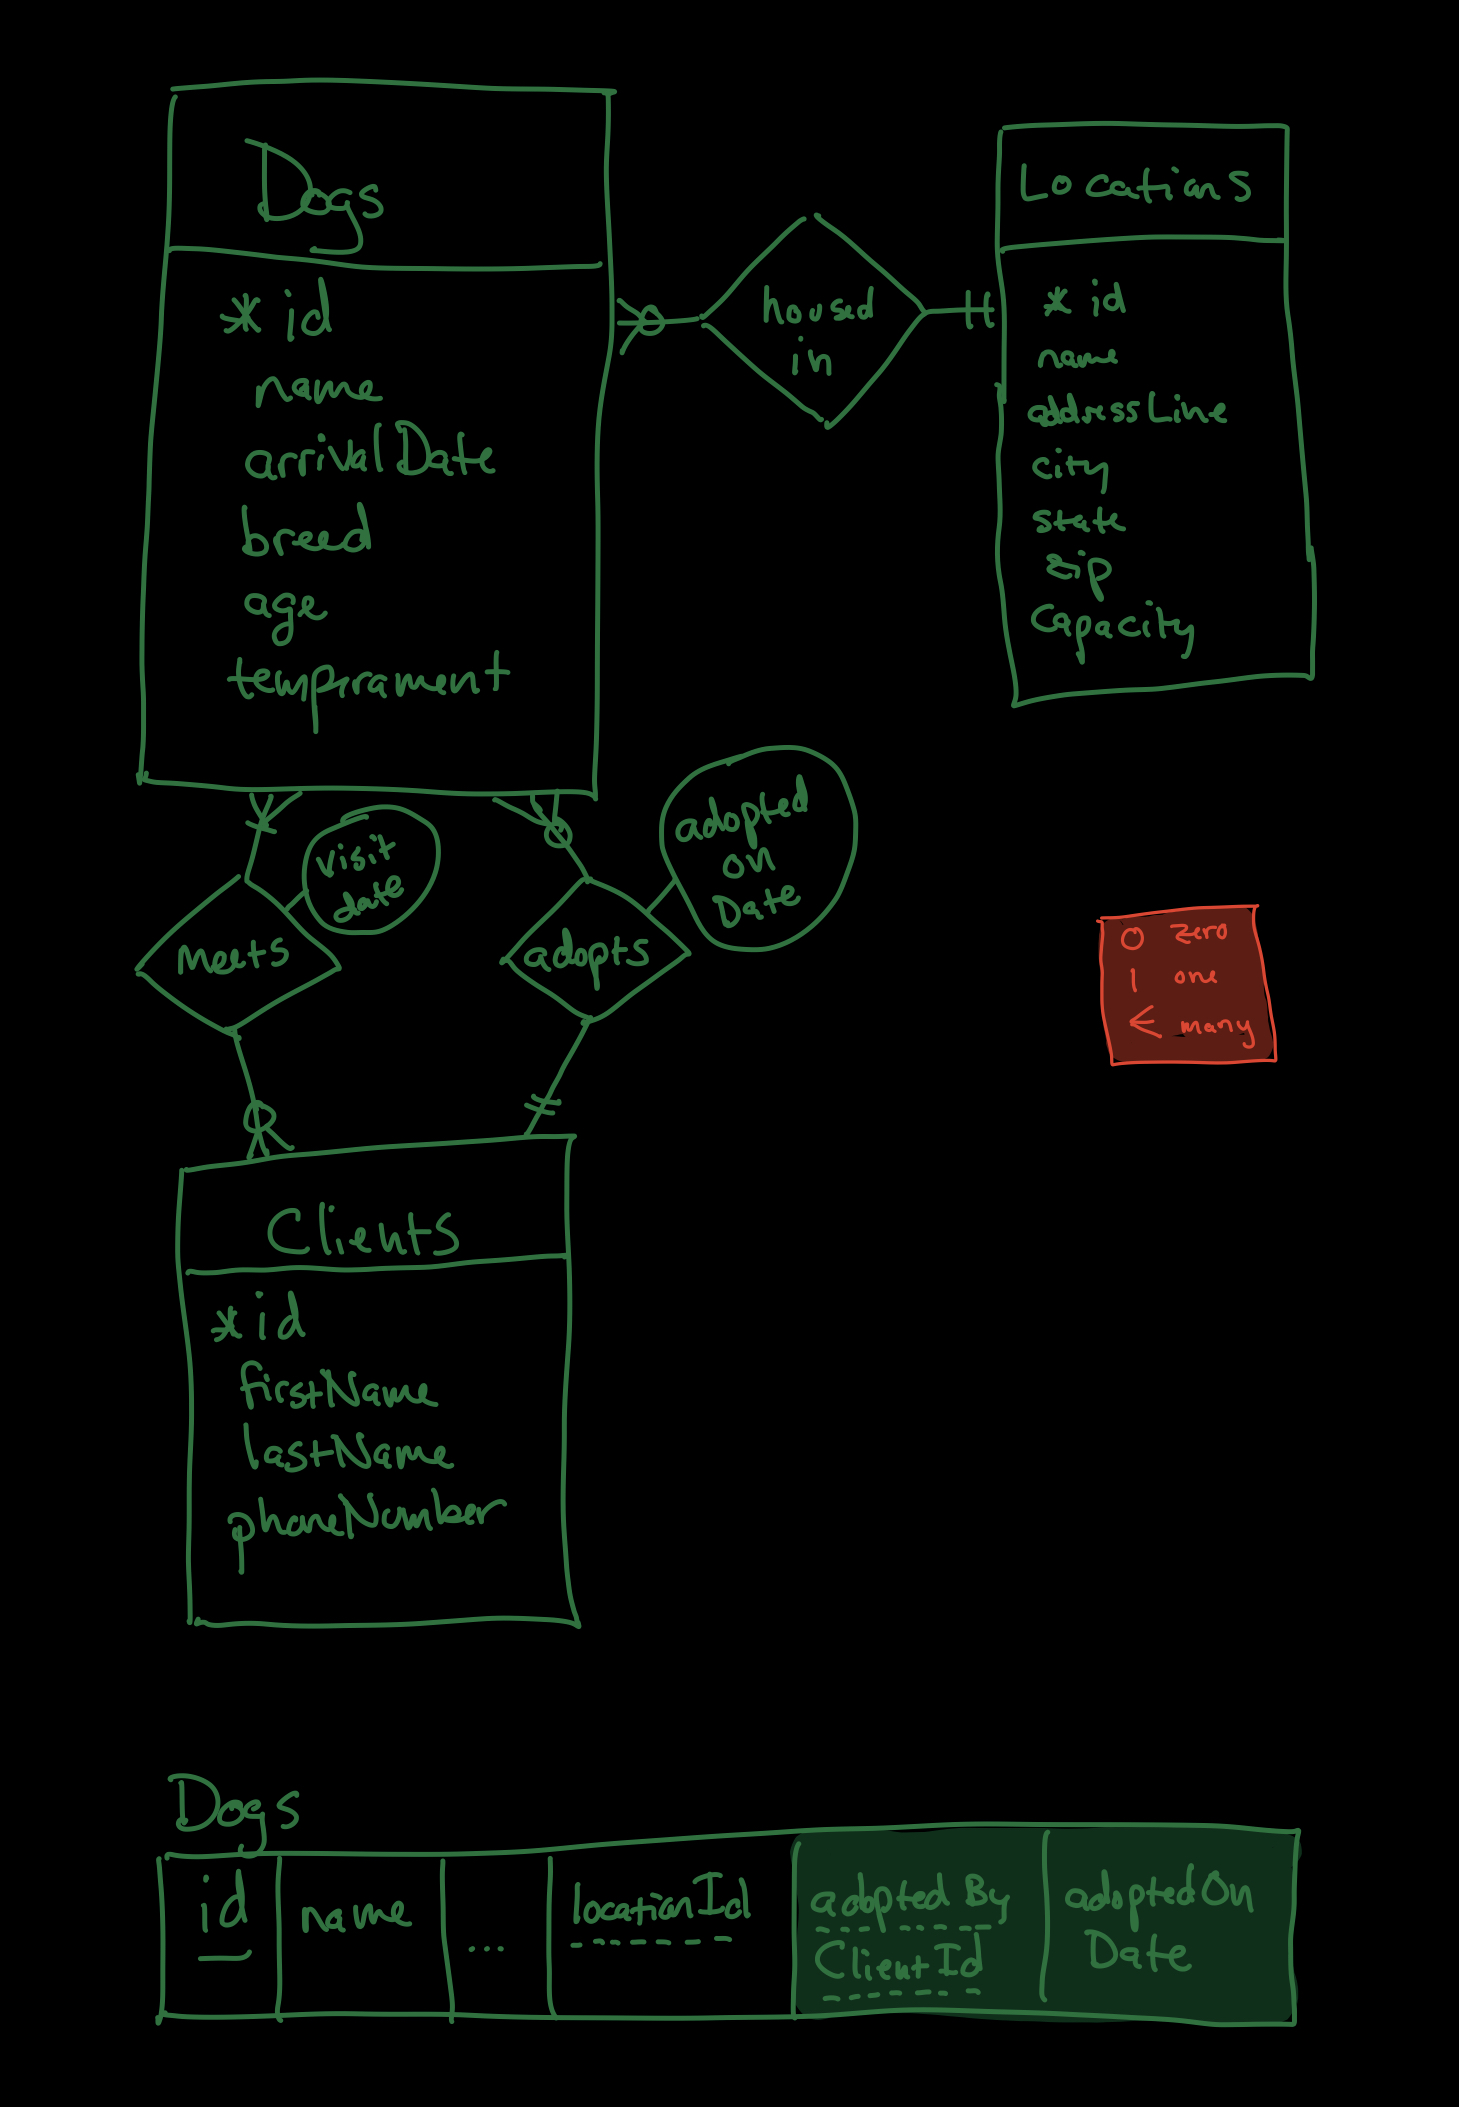 Dogs
* id
name
arrivalDate
breed
age
temprament
housed
in
Locations
* id
name
addressLine
city
state
zip
Capacity
visit
date
meets
adopted
on
Date
adopts
O zero
| one
< many
Clients
* id
firstName
lastName
phoneNumber
Dogs
id
name
...
locationId
adopted By
ClientId
adoptedOn
Date